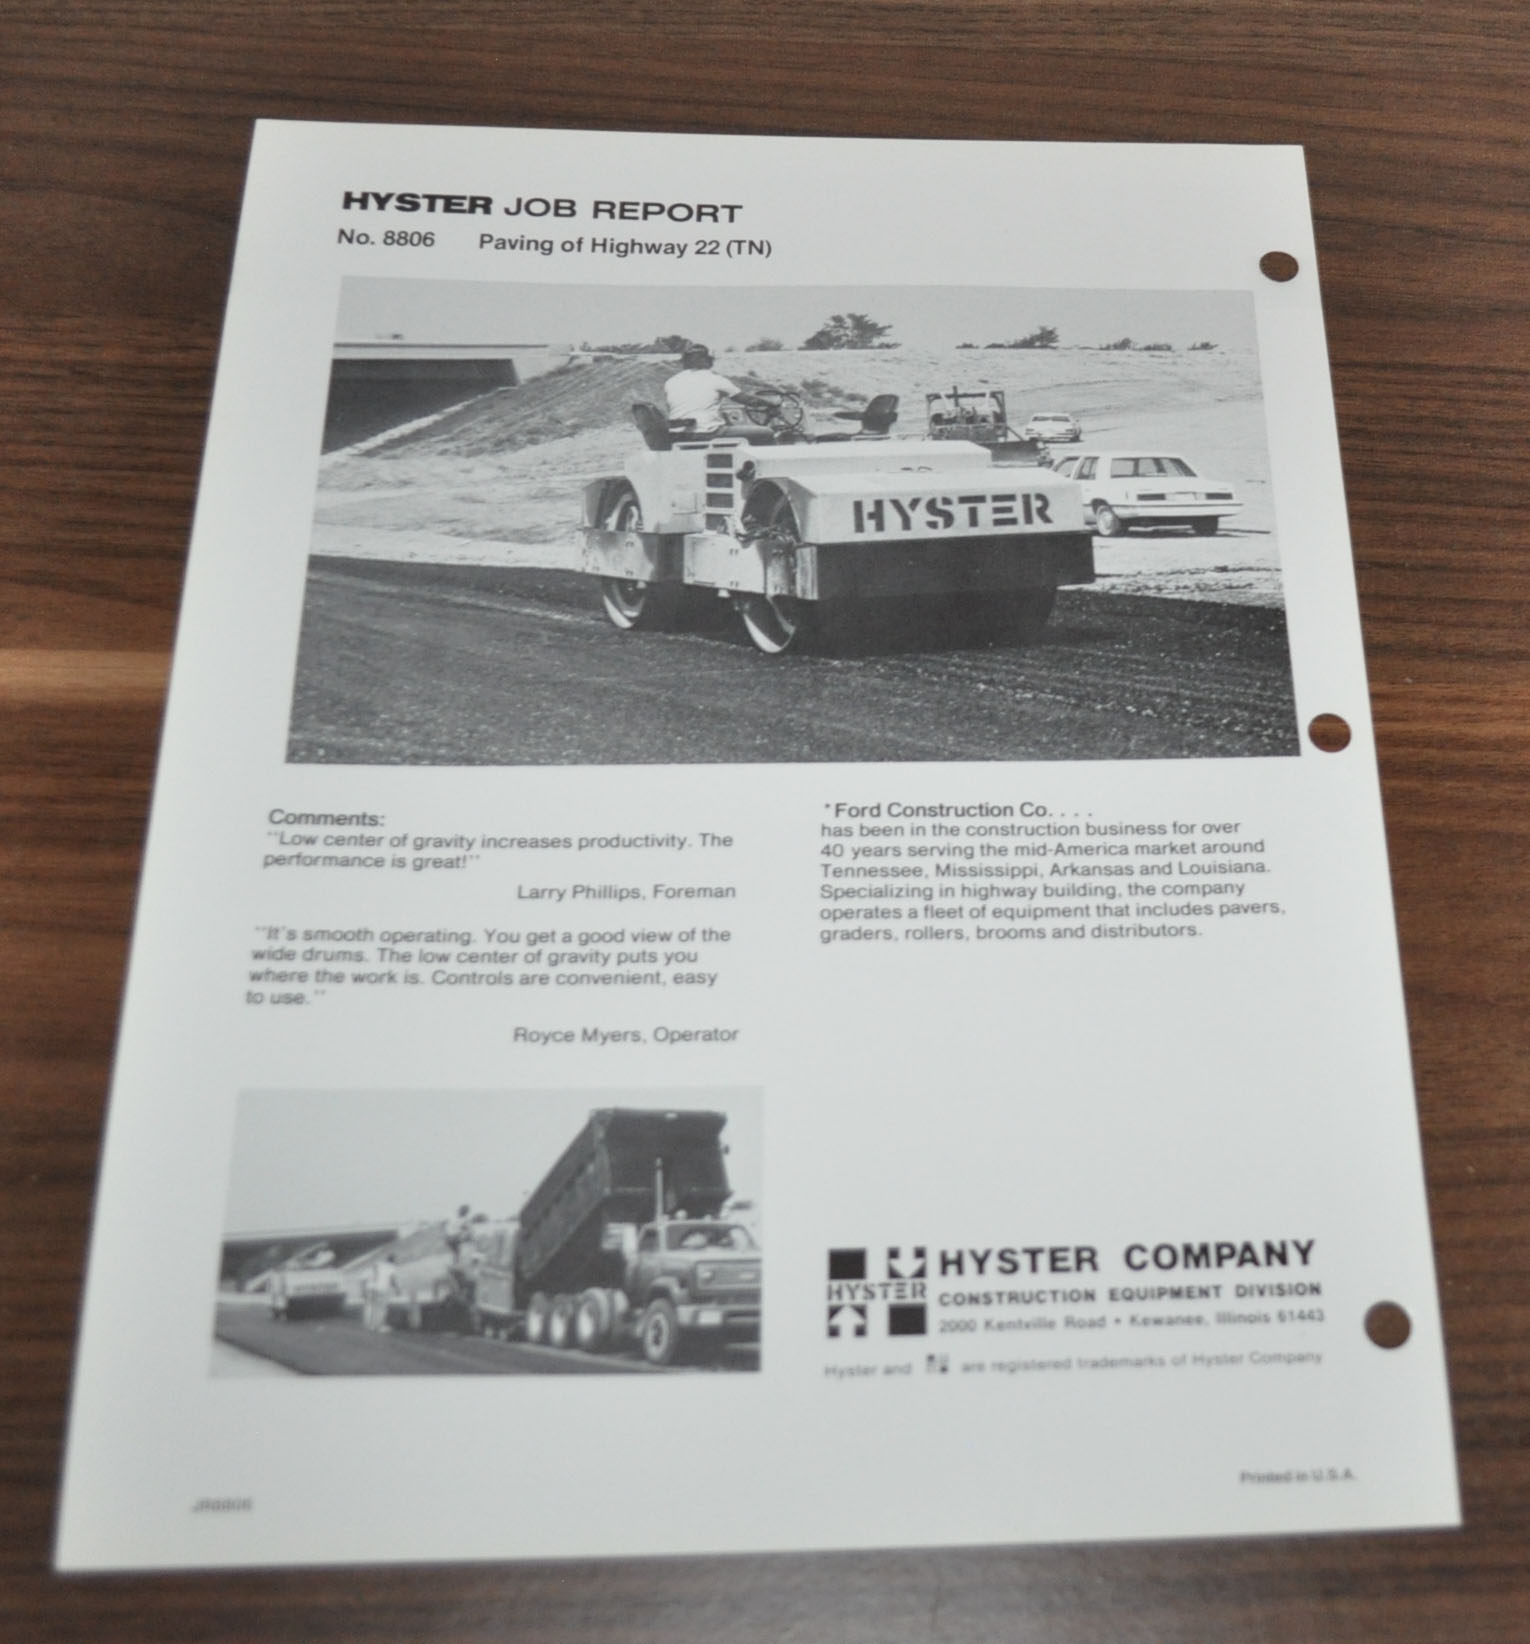 HYSTER JOB REPORT
No. 8806 Paving of Highway 22 (TN)
HYSTER
Comments:
"Low center of gravity increases productivity. The
performance is great!"
Larry Phillips, Foreman
"It's smooth operating. You get a good view of the
wide drums. The low center of gravity puts you
where the work is. Controls are convenient, easy
to use."
Royce Myers, Operator
*Ford Construction Co. . . .
has been in the construction business for over
40 years serving the mid-America market around
Tennessee, Mississippi, Arkansas and Louisiana.
Specializing in highway building, the company
operates a fleet of equipment that includes pavers,
graders, rollers, brooms and distributors.
HYSTER
HYSTER COMPANY
CONSTRUCTION EQUIPMENT DIVISION
2000 Kentville Road • Kewanee, Illinois 61443
Hyster and are registered trademarks of Hyster Company
JR8806
Printed in U.S.A.